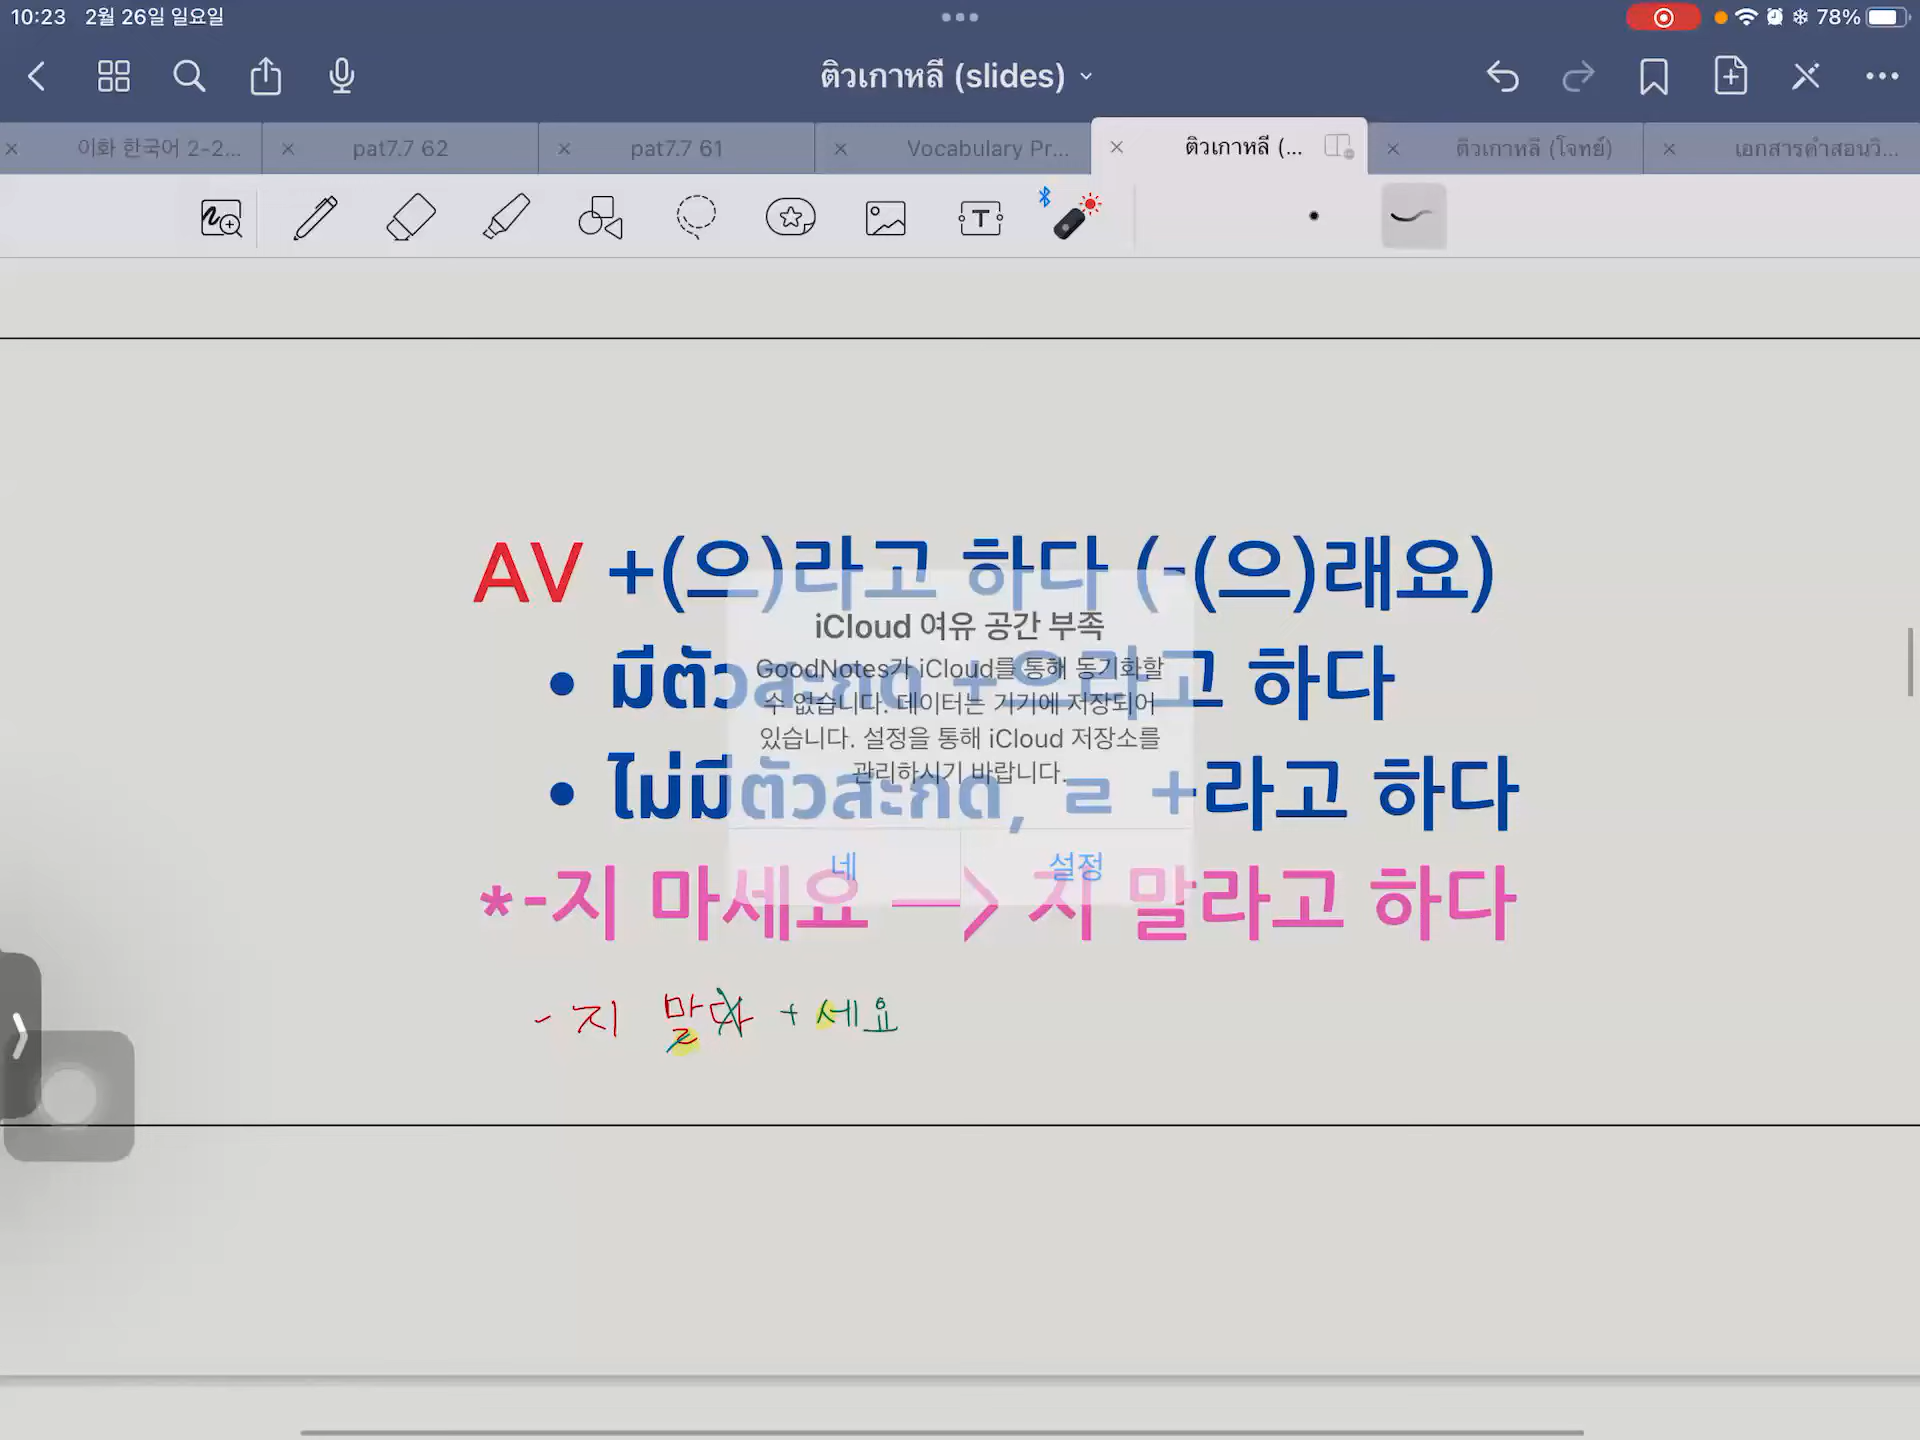 10:23 2월 26일 일요일 78%
ติวเกาหลี (slides)
이화 한국어 2-2... pat7.7 62 pat7.7 61 Vocabulary Pr... ติวเกาหลี (... ติวเกาหลี (โจทย์) เอกสารคำสอนวิ...
AV +(으)라고 하다 (-(으)래요)
• มีตัวสะกด +으라고 하다
• ไม่มีตัวสะกด, ㄹ +라고 하다
*-지 마세요 —> 지 말라고 하다
iCloud 여유 공간 부족
GoodNotes가 iCloud를 통해 동기화할
수 없습니다. 데이터는 기기에 저장되어
있습니다. 설정을 통해 iCloud 저장소를
관리하시기 바랍니다.
네 설정
- 지 말다 + 세요